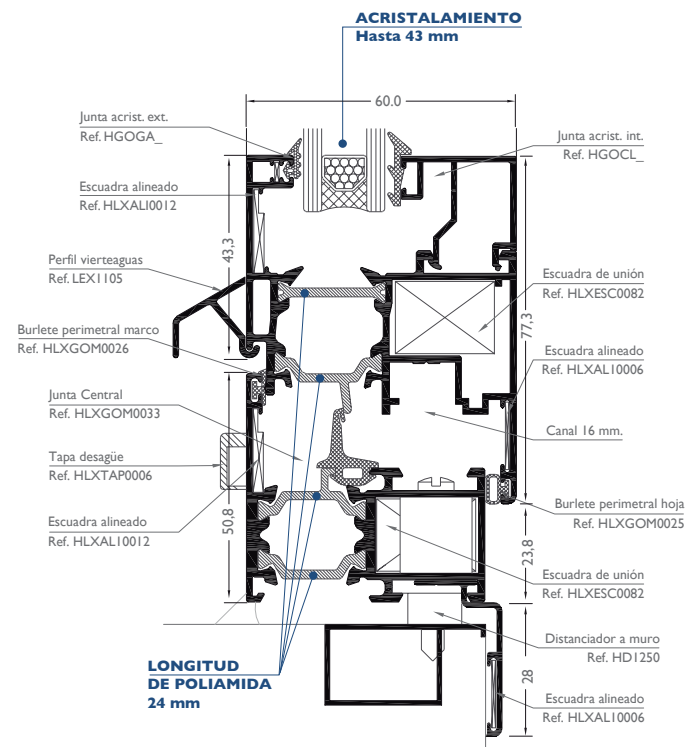 ACRISTALAMIENTO
Hasta 43 mm
60.0
Junta acrist. ext.
Ref. HGOGA_
Junta acrist. int.
Ref. HGOCL_
Escuadra alineado
Ref. HLXALI0012
43,3
Perfil vierteaguas
Ref. LEX1105
Escuadra de unión
Ref. HLXESC0082
77,3
Burlete perimetral marco
Ref. HLXGOM0026
Escuadra alineado
Ref. HLXAL10006
Junta Central
Ref. HLXGOM0033
Canal 16 mm.
Tapa desagüe
Ref. HLXTAP0006
50,8
Burlete perimetral hoja
Ref. HLXGOM0025
Escuadra alineado
Ref. HLXAL10012
23,8
Escuadra de unión
Ref. HLXESC0082
Distanciador a muro
Ref. HD1250
LONGITUD
DE POLIAMIDA
24 mm
28
Escuadra alineado
Ref. HLXAL10006